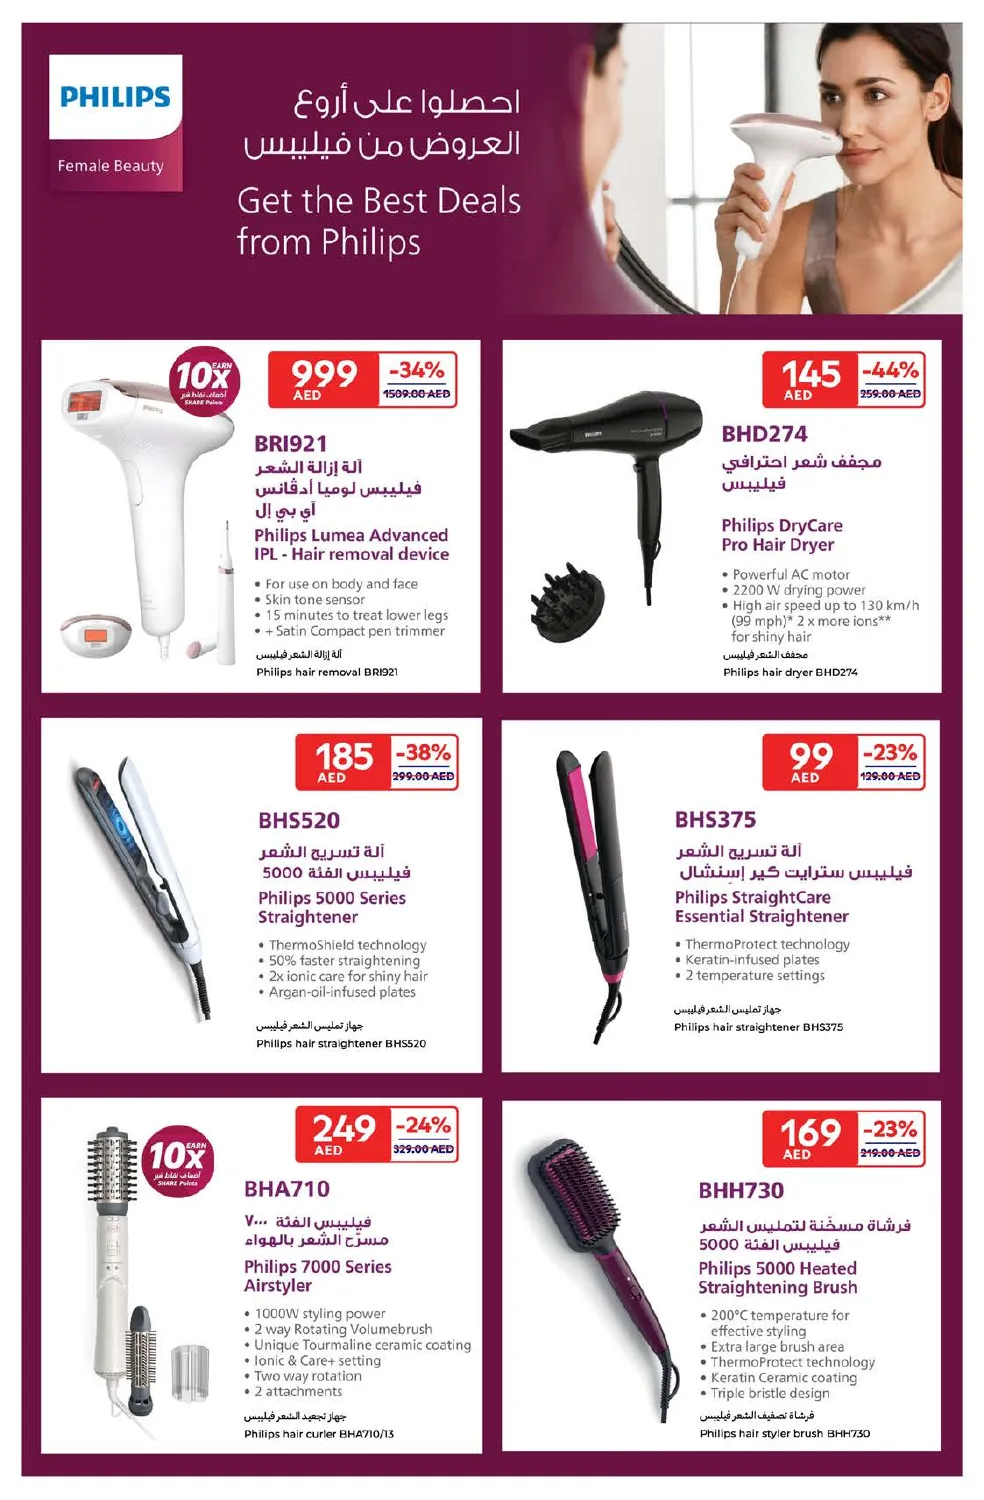 PHILIPS
Female Beauty
احصلوا على أروع
العروض من فيليبس
Get the Best Deals
from Philips
EARN
10x
أضعاف نقاط شير
SHARE Points
999
AED
-34%
1509.00 AED
BRI921
آلة إزالة الشعر
فيليبس لوميا أدڤانس
آي بي إل
Philips Lumea Advanced
IPL - Hair removal device
• For use on body and face
• Skin tone sensor
• 15 minutes to treat lower legs
• + Satin Compact pen trimmer
آلة إزالة الشعر فيليبس
Philips hair removal BRI921
145
AED
-44%
259.00 AED
BHD274
مجفف شعر احترافي
فيليبس
Philips DryCare
Pro Hair Dryer
• Powerful AC motor
• 2200 W drying power
• High air speed up to 130 km/h
(99 mph)* 2 x more ions**
for shiny hair
مجفف الشعر فيليبس
Philips hair dryer BHD274
185
AED
-38%
299.00 AED
BHS520
آلة تسريح الشعر
فيليبس الفئة 5000
Philips 5000 Series
Straightener
• ThermoShield technology
• 50% faster straightening
• 2x ionic care for shiny hair
• Argan-oil-infused plates
جهاز تمليس الشعر فيليبس
Philips hair straightener BHS520
99
AED
-23%
129.00 AED
BHS375
آلة تسريح الشعر
فيليبس سترايت كير إسنشال
Philips StraightCare
Essential Straightener
• ThermoProtect technology
• Keratin-infused plates
• 2 temperature settings
جهاز تمليس الشعر فيليبس
Philips hair straightener BHS375
EARN
10x
أضعاف نقاط شير
SHARE Points
249
AED
-24%
329.00 AED
BHA710
فيليبس الفئة ٧٠٠٠
مسرّح الشعر بالهواء
Philips 7000 Series
Airstyler
• 1000W styling power
• 2 way Rotating Volumebrush
• Unique Tourmaline ceramic coating
• Ionic & Care+ setting
• Two way rotation
• 2 attachments
جهاز تجعيد الشعر فيليبس
Philips hair curler BHA710/13
169
AED
-23%
219.00 AED
BHH730
فرشاة مسخّنة لتمليس الشعر
فيليبس الفئة 5000
Philips 5000 Heated
Straightening Brush
• 200°C temperature for
effective styling
• Extra large brush area
• ThermoProtect technology
• Keratin Ceramic coating
• Triple bristle design
فرشاة تصفيف الشعر فيليبس
Philips hair styler brush BHH730